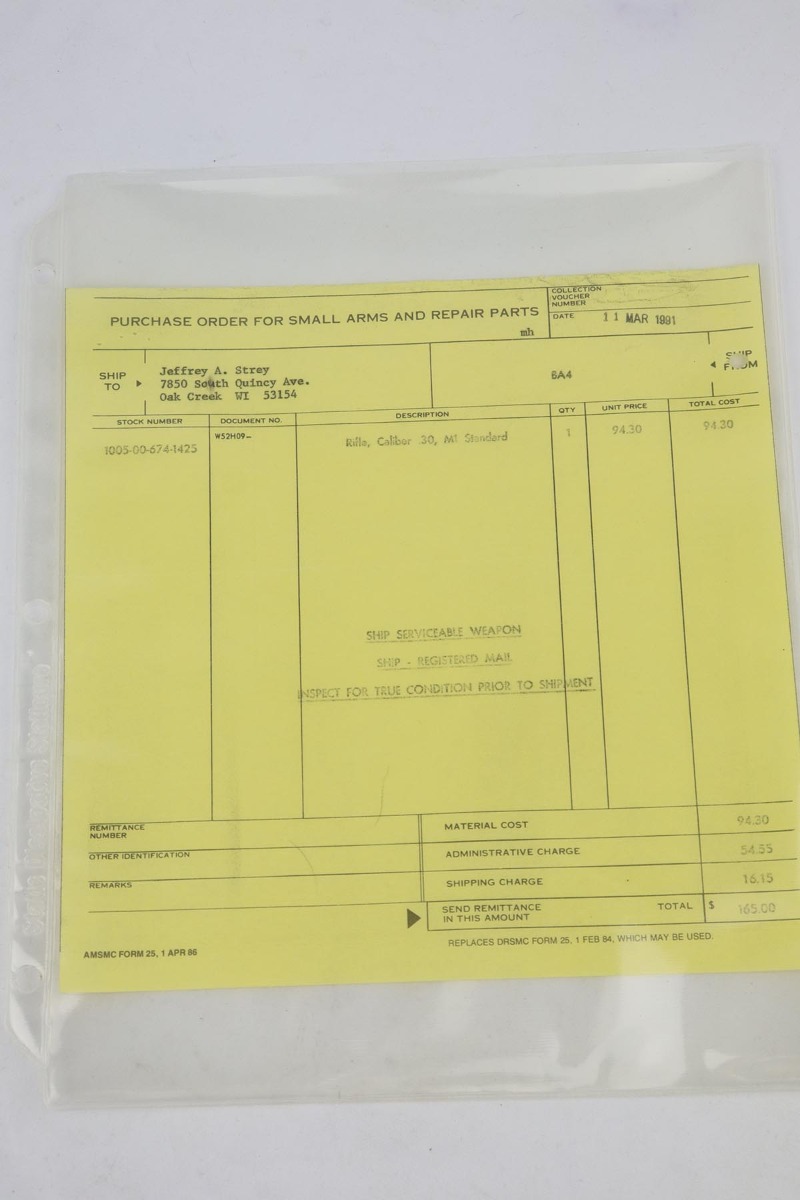 COLLECTION
VOUCHER
NUMBER
PURCHASE ORDER FOR SMALL ARMS AND REPAIR PARTS
mh
DATE 11 MAR 1991
SHIP
TO
Jeffrey A. Strey
7850 South Quincy Ave.
Oak Creek WI 53154
6A4
SHIP
FROM
STOCK NUMBER DOCUMENT NO. DESCRIPTION QTY UNIT PRICE TOTAL COST
1005-00-674-1425 W52H09- Rifle, Caliber .30, M1 Standard 1 94.30 94.30
SHIP SERVICEABLE WEAPON
SHIP - REGISTERED MAIL
INSPECT FOR TRUE CONDITION PRIOR TO SHIPMENT
REMITTANCE
NUMBER
MATERIAL COST 94.30
OTHER IDENTIFICATION
ADMINISTRATIVE CHARGE 54.55
REMARKS
SHIPPING CHARGE 16.15
SEND REMITTANCE
IN THIS AMOUNT
TOTAL $ 165.00
AMSMC FORM 25, 1 APR 86
REPLACES DRSMC FORM 25, 1 FEB 84, WHICH MAY BE USED.